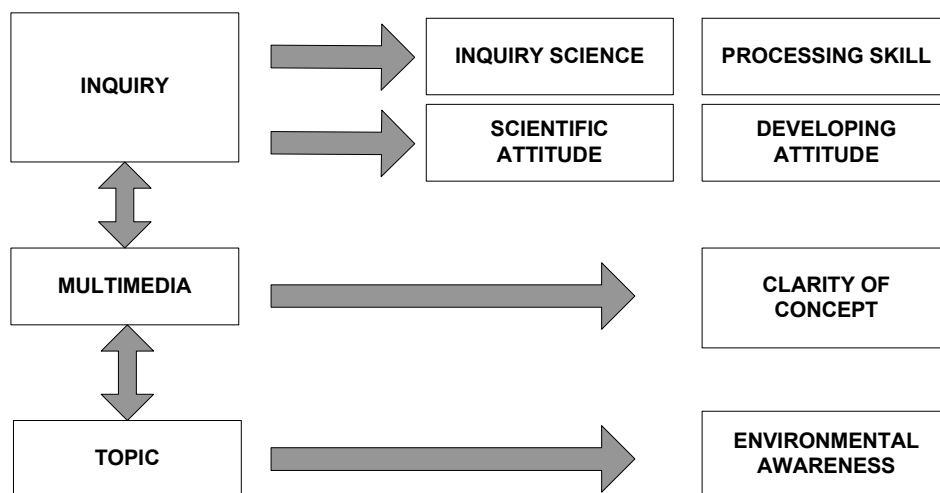 INQUIRY
INQUIRY SCIENCE
PROCESSING SKILL
SCIENTIFIC
ATTITUDE
DEVELOPING
ATTITUDE
MULTIMEDIA
CLARITY OF
CONCEPT
TOPIC
ENVIRONMENTAL
AWARENESS